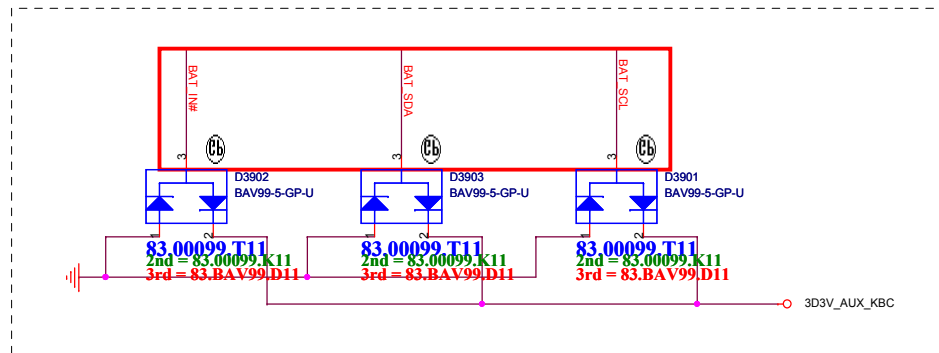 BAT_IN#
BAT_SDA
BAT_SCL
3
3
3
D3902
BAV99-5-GP-U
D3903
BAV99-5-GP-U
D3901
BAV99-5-GP-U
1
2
1
2
1
2
83.00099.T11
2nd = 83.00099.K11
3rd = 83.BAV99.D11
83.00099.T11
2nd = 83.00099.K11
3rd = 83.BAV99.D11
83.00099.T11
2nd = 83.00099.K11
3rd = 83.BAV99.D11
3D3V_AUX_KBC